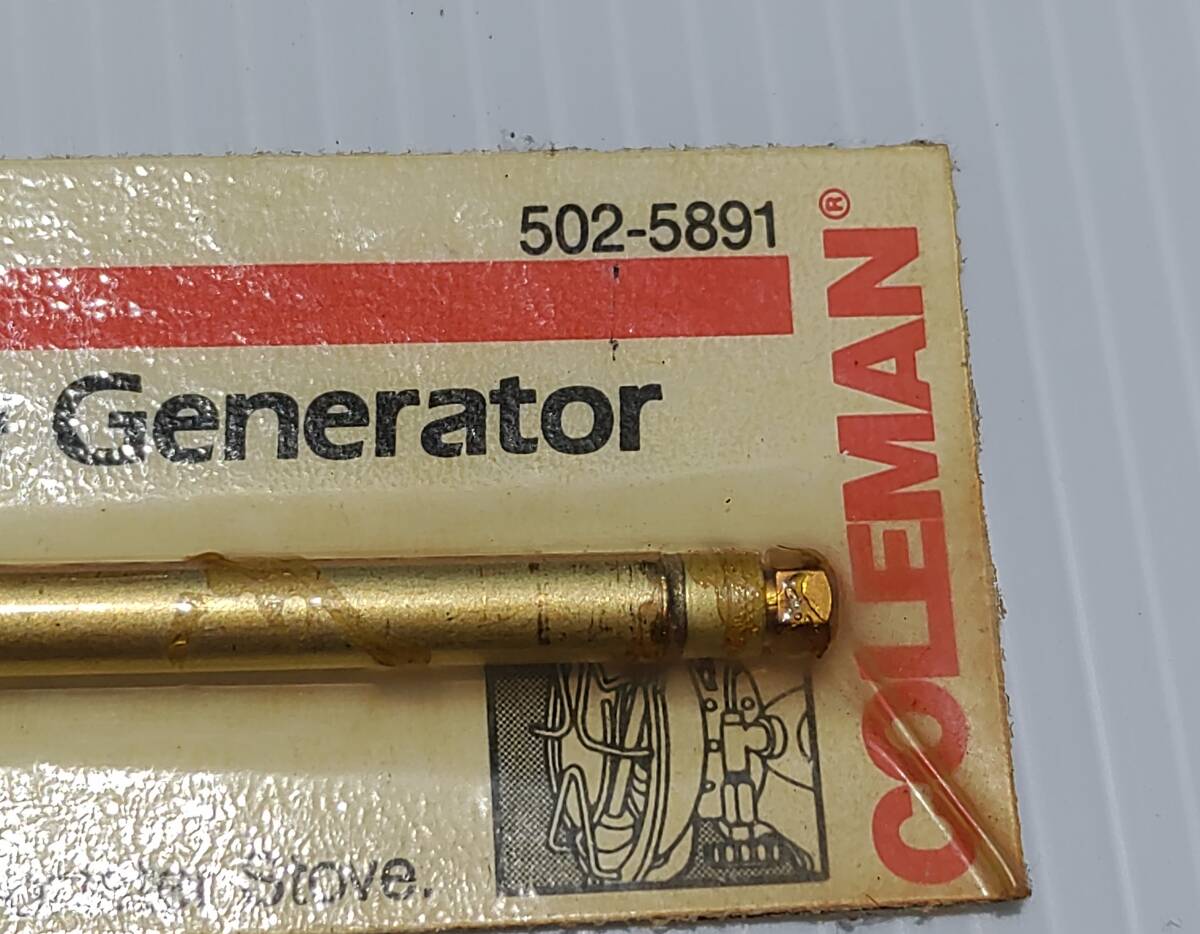 502-5891
Generator
Stove.
COLEMAN®